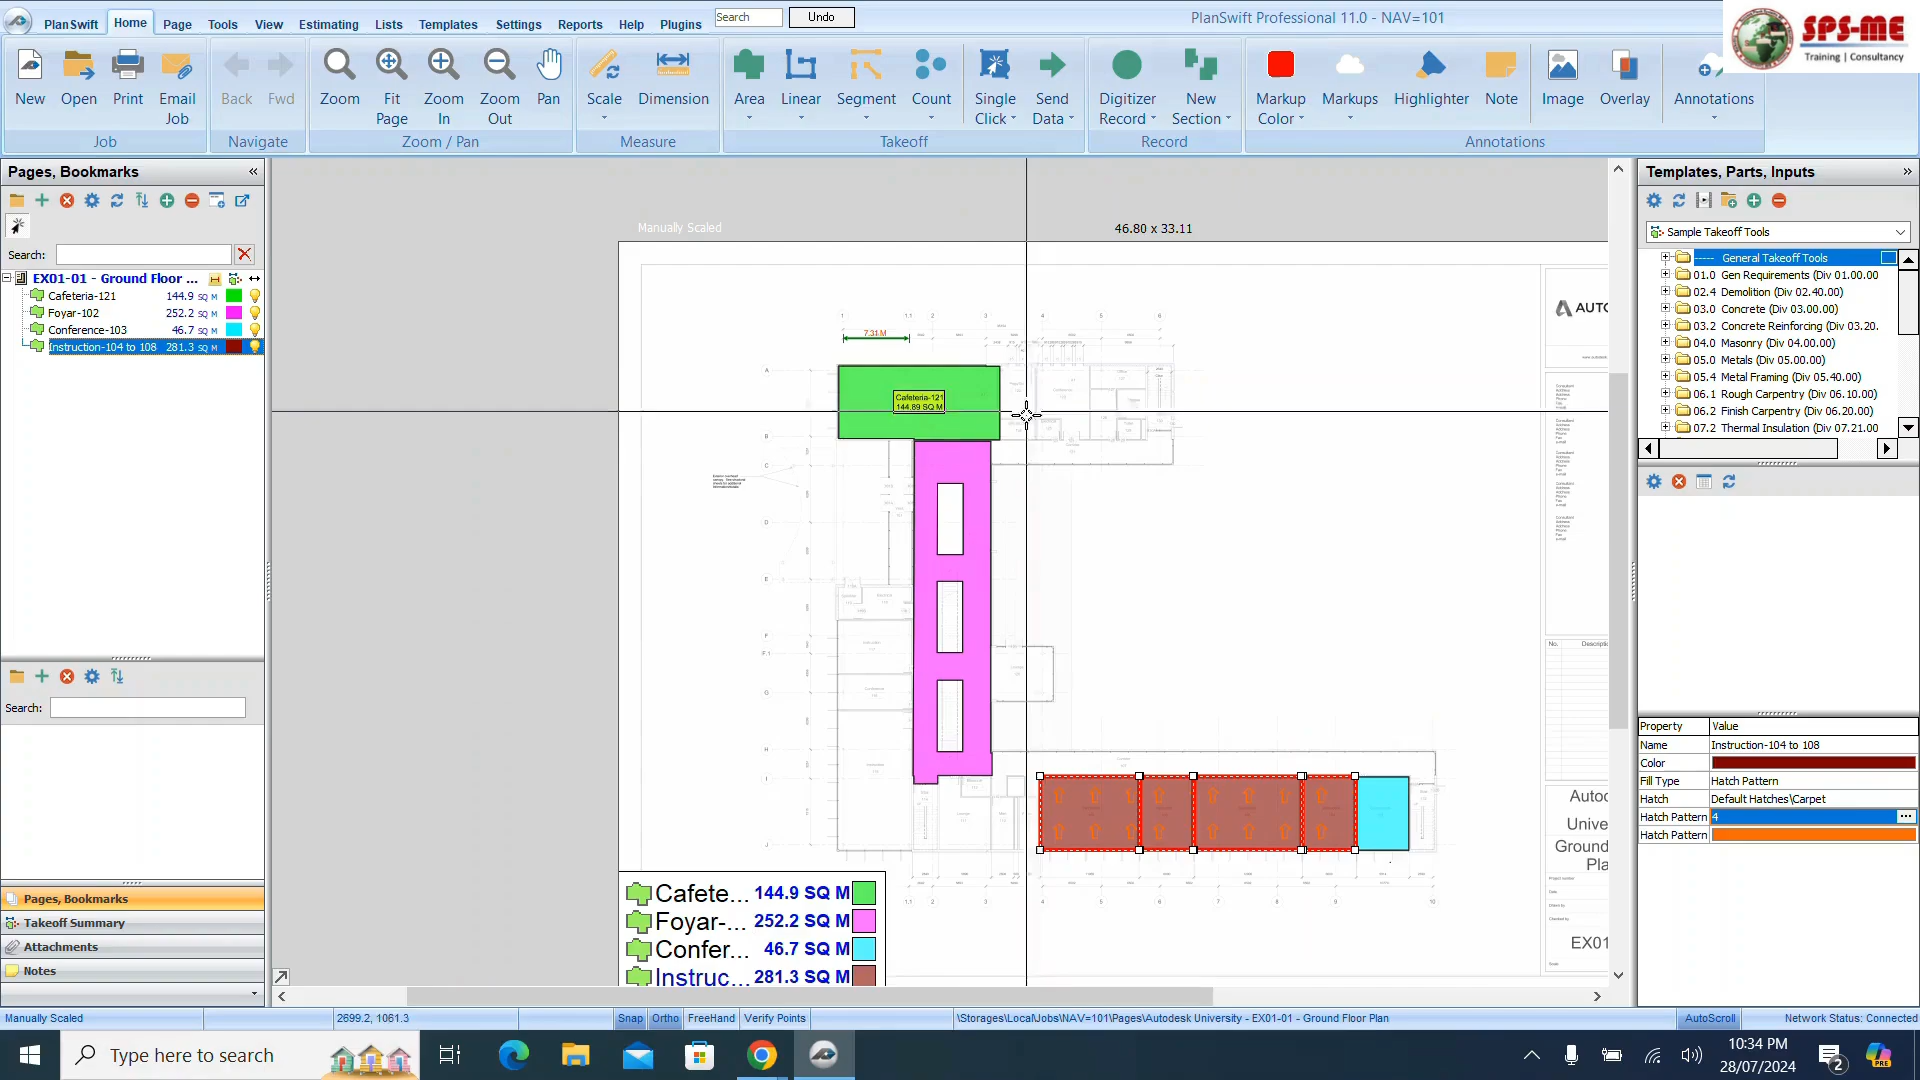 PlanSwift Home Page Tools View Estimating Lists Templates Settings Reports Help Plugins Search Undo PlanSwift Professional 11.0 - NAV=101
SPS-ME
Training | Consultancy
New Open Print Email Job Back Fwd Zoom Fit Page Zoom In Zoom Out Pan Scale Dimension Area Linear Segment Count Single Click Send Data Digitizer Record New Section Markup Color Markups Highlighter Note Image Overlay Annotations
Job Navigate Zoom / Pan Measure Takeoff Record Annotations
Pages, Bookmarks
Search:
EX01-01 - Ground Floor ...
Cafeteria-121 144.9 SQ M
Foyar-102 252.2 SQ M
Conference-103 46.7 SQ M
Instruction-104 to 108 281.3 SQ M
Search:
Pages, Bookmarks
Takeoff Summary
Attachments
Notes
Manually Scaled
46.80 x 33.11
7.31 M
Cafeteria-121
144.89 SQ M
Cafete... 144.9 SQ M
Foyar-... 252.2 SQ M
Confer... 46.7 SQ M
Instruc... 281.3 SQ M
AUTO
No. Descriptio
Autoc
Unive
Ground
Pla
EX01
Templates, Parts, Inputs
Sample Takeoff Tools
----- General Takeoff Tools
01.0 Gen Requirements (Div 01.00.00
02.4 Demolition (Div 02.40.00)
03.0 Concrete (Div 03.00.00)
03.2 Concrete Reinforcing (Div 03.20.
04.0 Masonry (Div 04.00.00)
05.0 Metals (Div 05.00.00)
05.4 Metal Framing (Div 05.40.00)
06.1 Rough Carpentry (Div 06.10.00)
06.2 Finish Carpentry (Div 06.20.00)
07.2 Thermal Insulation (Div 07.21.00
Property Value
Name Instruction-104 to 108
Color
Fill Type Hatch Pattern
Hatch Default Hatches\Carpet
Hatch Pattern 4
Hatch Pattern
Manually Scaled 2699.2, 1061.3 Snap Ortho FreeHand Verify Points \Storages\Local\Jobs\NAV=101\Pages\Autodesk University - EX01-01 - Ground Floor Plan AutoScroll Network Status: Connected
Type here to search
10:34 PM
28/07/2024
2
PRE